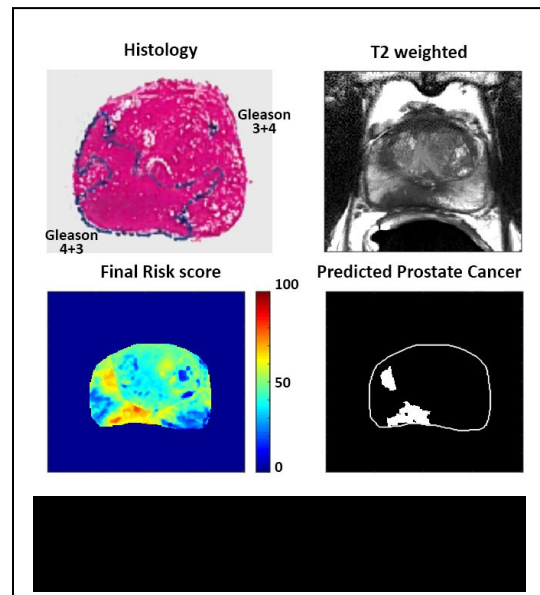 Histology
T2 weighted
Gleason
3+4
Gleason
4+3
Final Risk score
Predicted Prostate Cancer
100
50
0